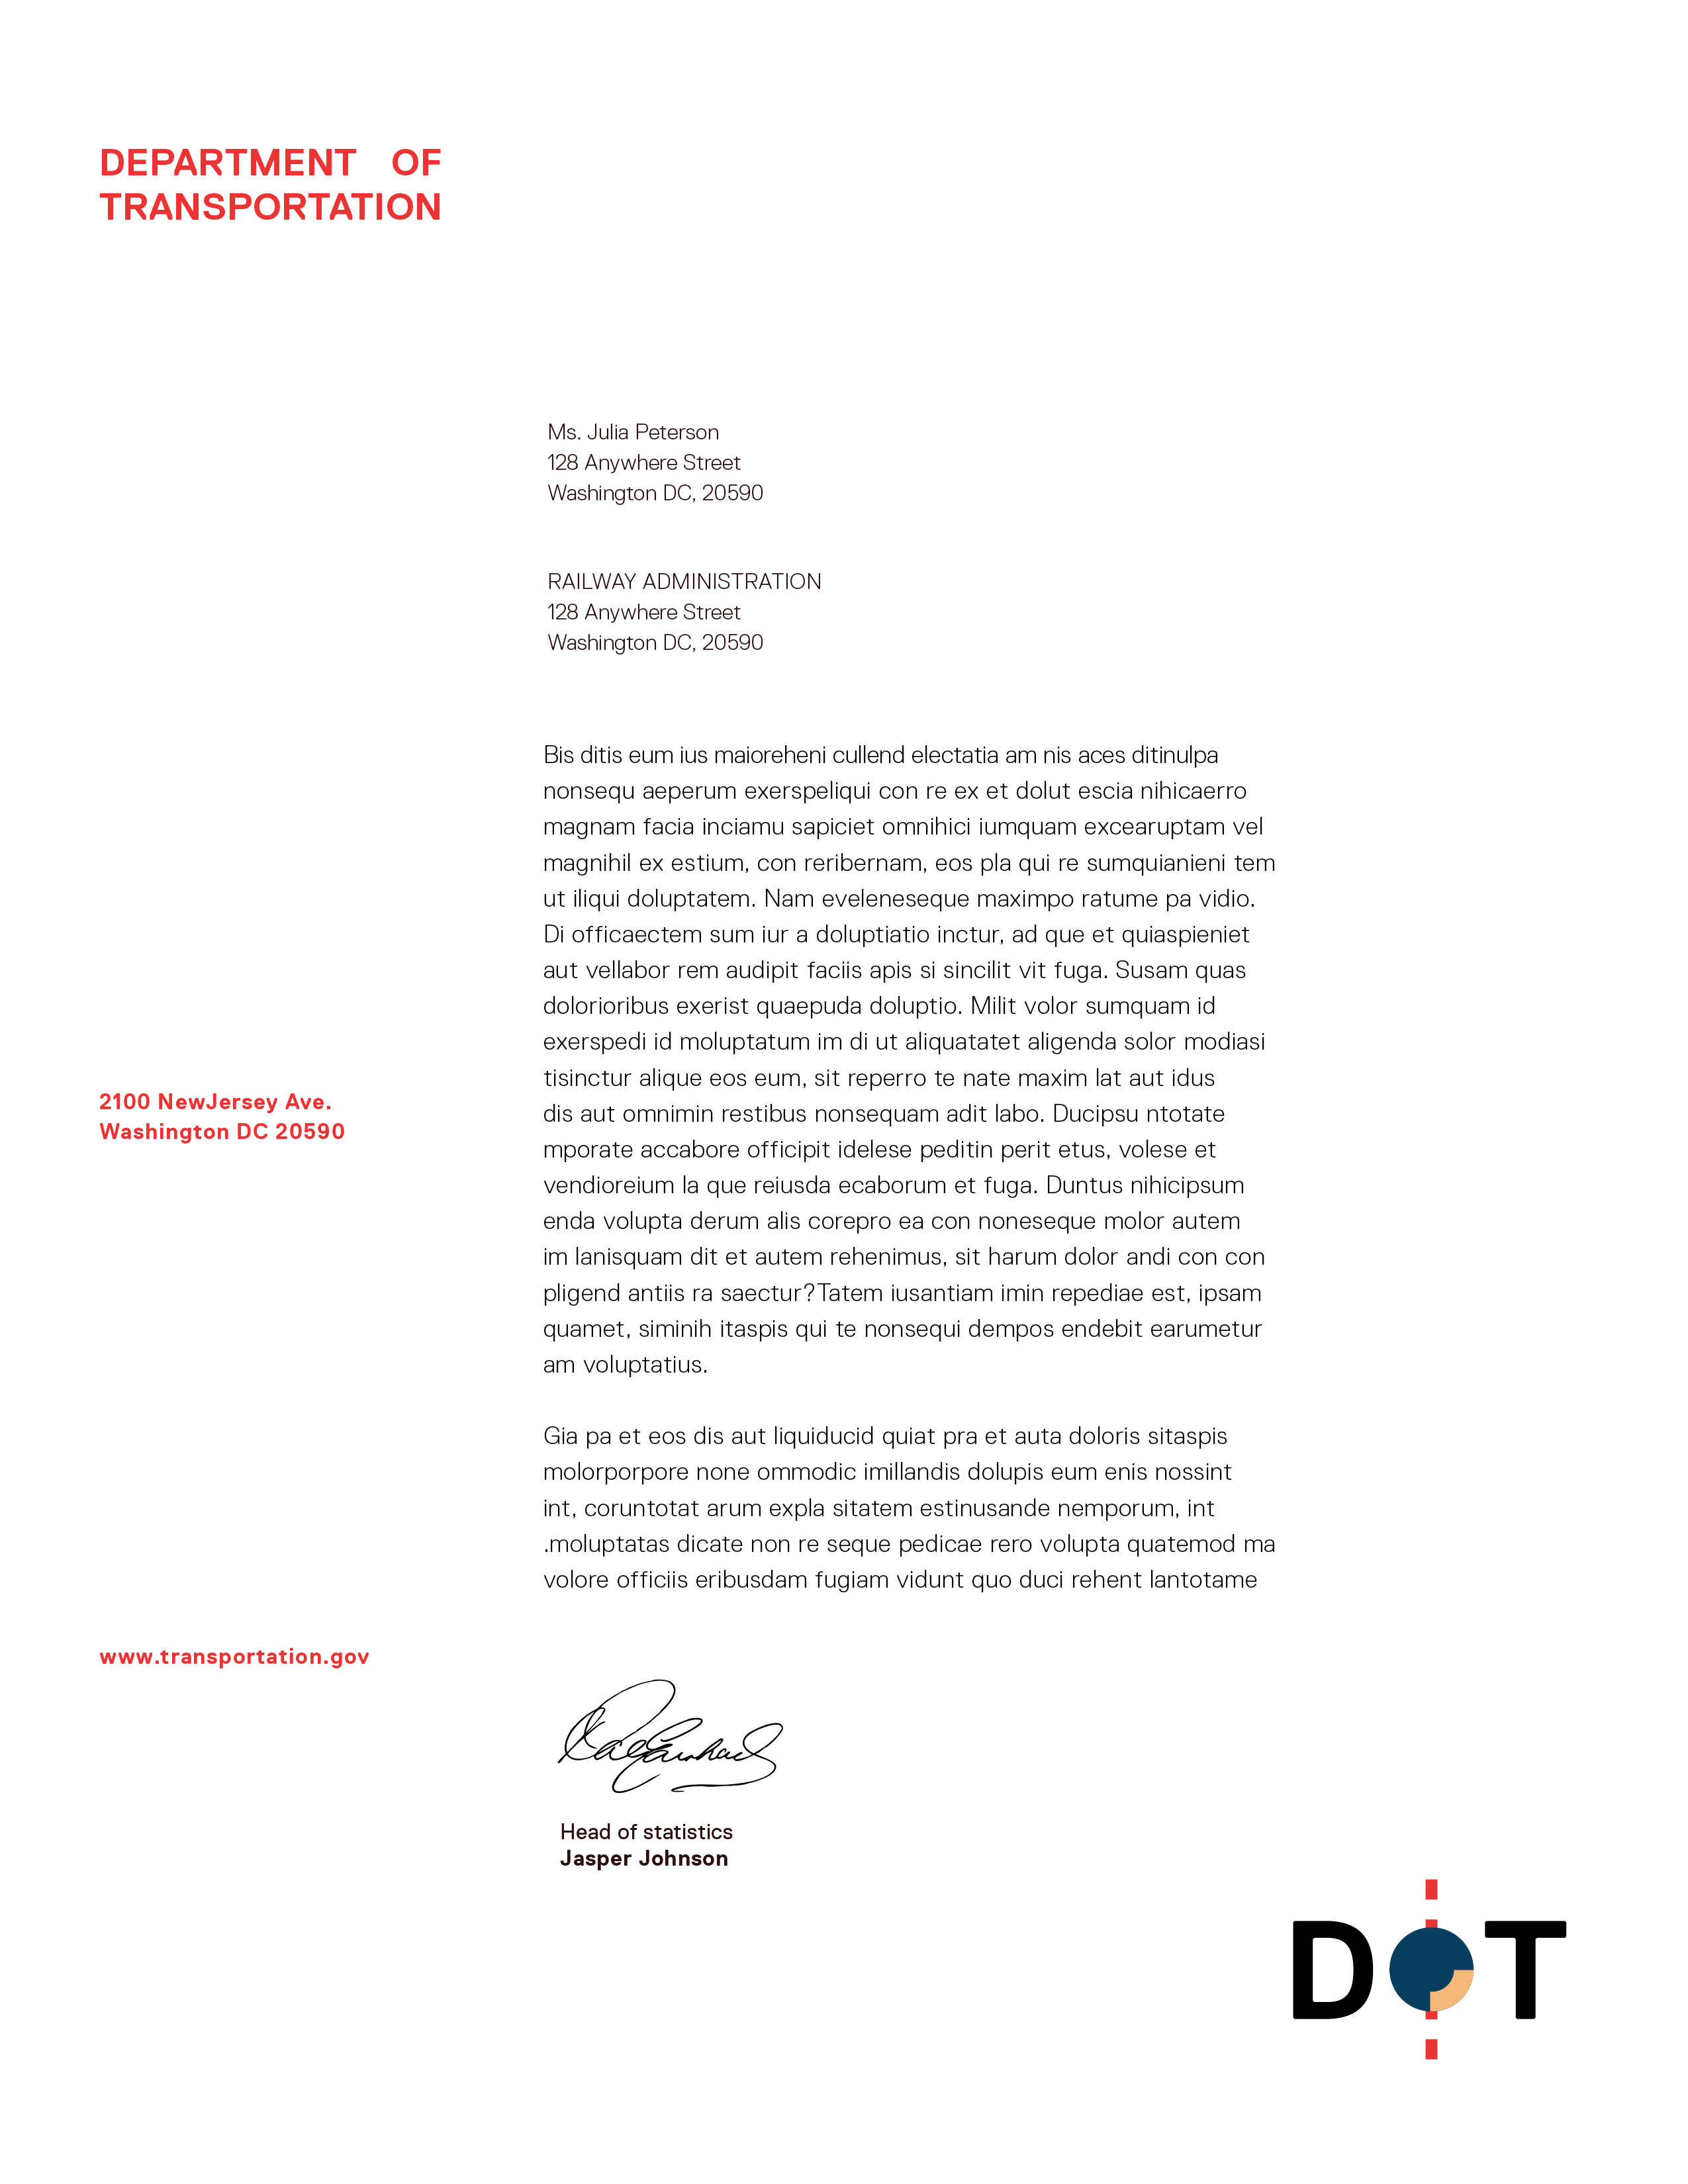 DEPARTMENT OF
TRANSPORTATION
Ms. Julia Peterson
128 Anywhere Street
Washington DC, 20590
RAILWAY ADMINISTRATION
128 Anywhere Street
Washington DC, 20590
Bis ditis eum ius maioreheni cullend electatia am nis aces ditinulpa
nonsequ aeperum exerspeliqui con re ex et dolut escia nihicaerro
magnam facia inciamu sapiciet omnihici iumquam excearuptam vel
magnihil ex estium, con reribernam, eos pla qui re sumquianieni tem
ut iliqui doluptatem. Nam eveleneseque maximpo ratume pa vidio.
Di officaectem sum iur a doluptiatio inctur, ad que et quiaspieniet
aut vellabor rem audipit faciis apis si sincilit vit fuga. Susam quas
dolorioribus exerist quaepuda doluptio. Milit volor sumquam id
exerspedi id moluptatum im di ut aliquatatet aligenda solor modiasi
tisinctur alique eos eum, sit reperro te nate maxim lat aut idus
dis aut omnimin restibus nonsequam adit labo. Ducipsu ntotate
mporate accabore officipit idelese peditin perit etus, volese et
vendioreium la que reiusda ecaborum et fuga. Duntus nihicipsum
enda volupta derum alis corepro ea con noneseque molor autem
im lanisquam dit et autem rehenimus, sit harum dolor andi con con
pligend antiis ra saectur?Tatem iusantiam imin repediae est, ipsam
quamet, siminih itaspis qui te nonsequi dempos endebit earumetur
am voluptatius.
Gia pa et eos dis aut liquiducid quiat pra et auta doloris sitaspis
molorporpore none ommodic imillandis dolupis eum enis nossint
int, coruntotat arum expla sitatem estinusande nemporum, int
.moluptatas dicate non re seque pedicae rero volupta quatemod ma
volore officiis eribusdam fugiam vidunt quo duci rehent lantotame
2100 NewJersey Ave.
Washington DC 20590
www.transportation.gov
Head of statistics
Jasper Johnson
DOT